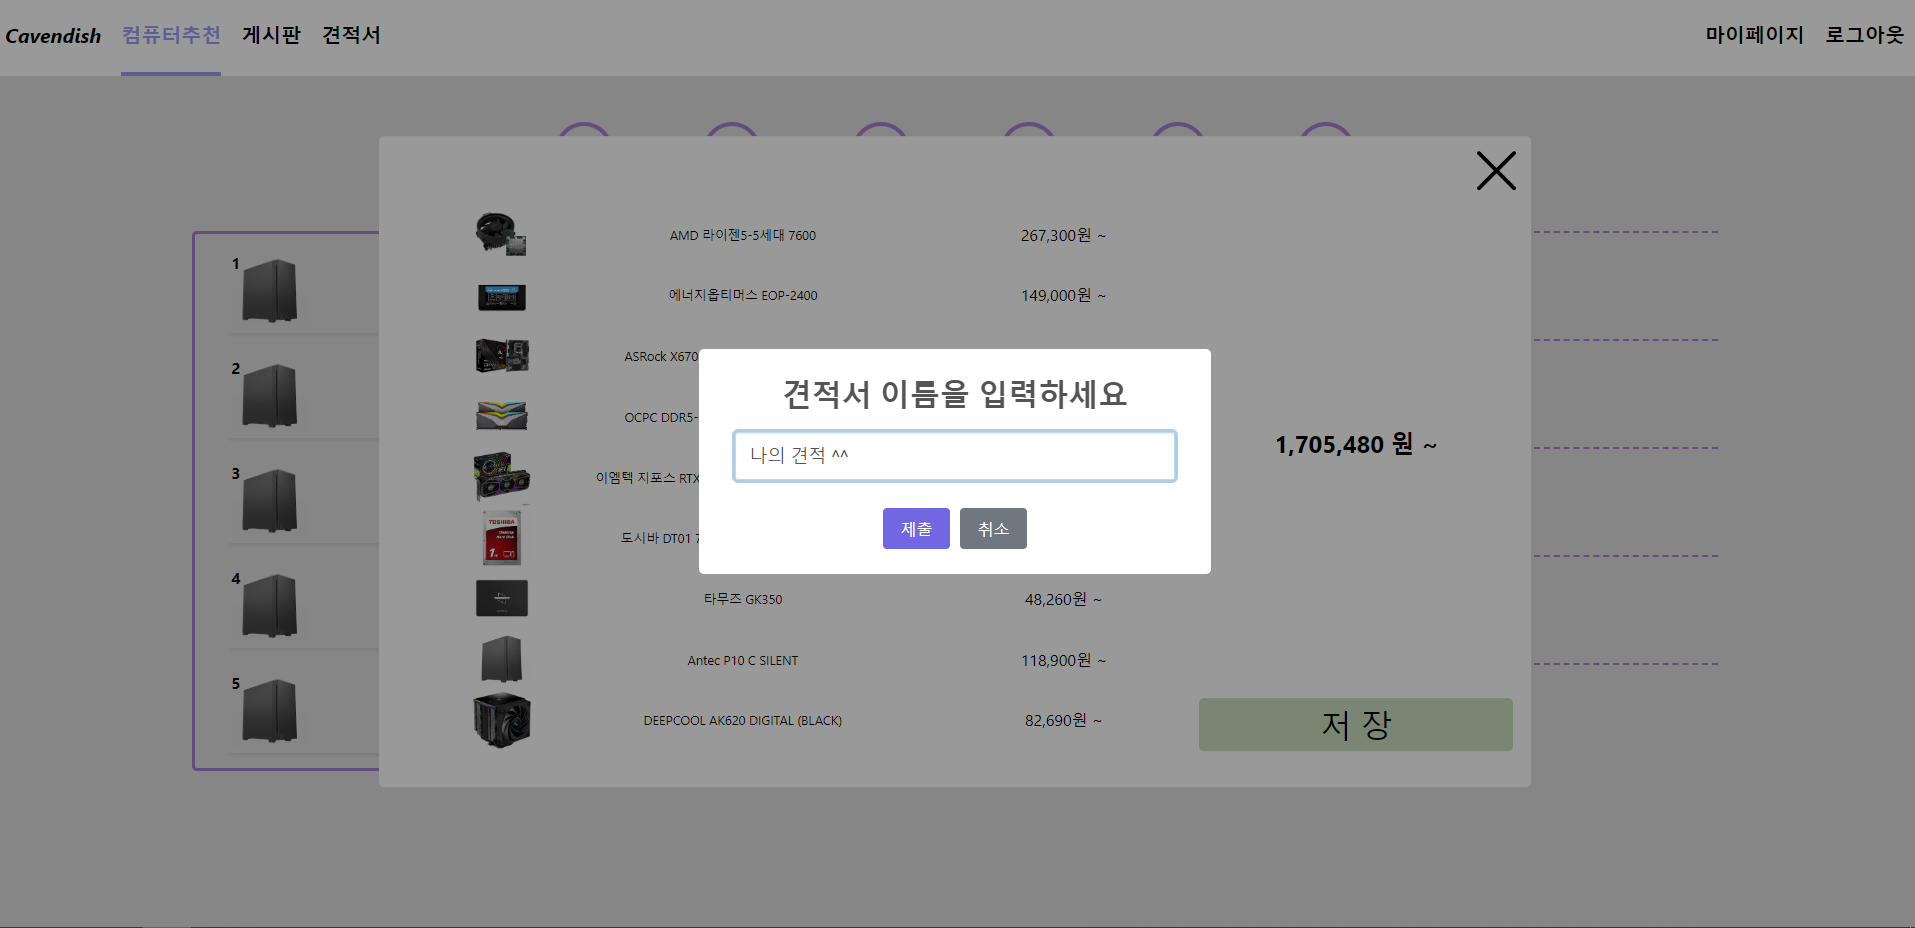 Cavendish 컴퓨터추천 게시판 견적서 마이페이지 로그아웃
1
2
3
4
5
AMD 라이젠5-5세대 7600 267,300원 ~
에너지옵티머스 EOP-2400 149,000원 ~
ASRock X670
OCPC DDR5-
이엠텍 지포스 RTX
도시바 DT01 7
타무즈 GK350 48,260원 ~
Antec P10 C SILENT 118,900원 ~
DEEPCOOL AK620 DIGITAL (BLACK) 82,690원 ~
1,705,480 원 ~
저 장
견적서 이름을 입력하세요
나의 견적 ^^
제출 취소
TOSHIBA